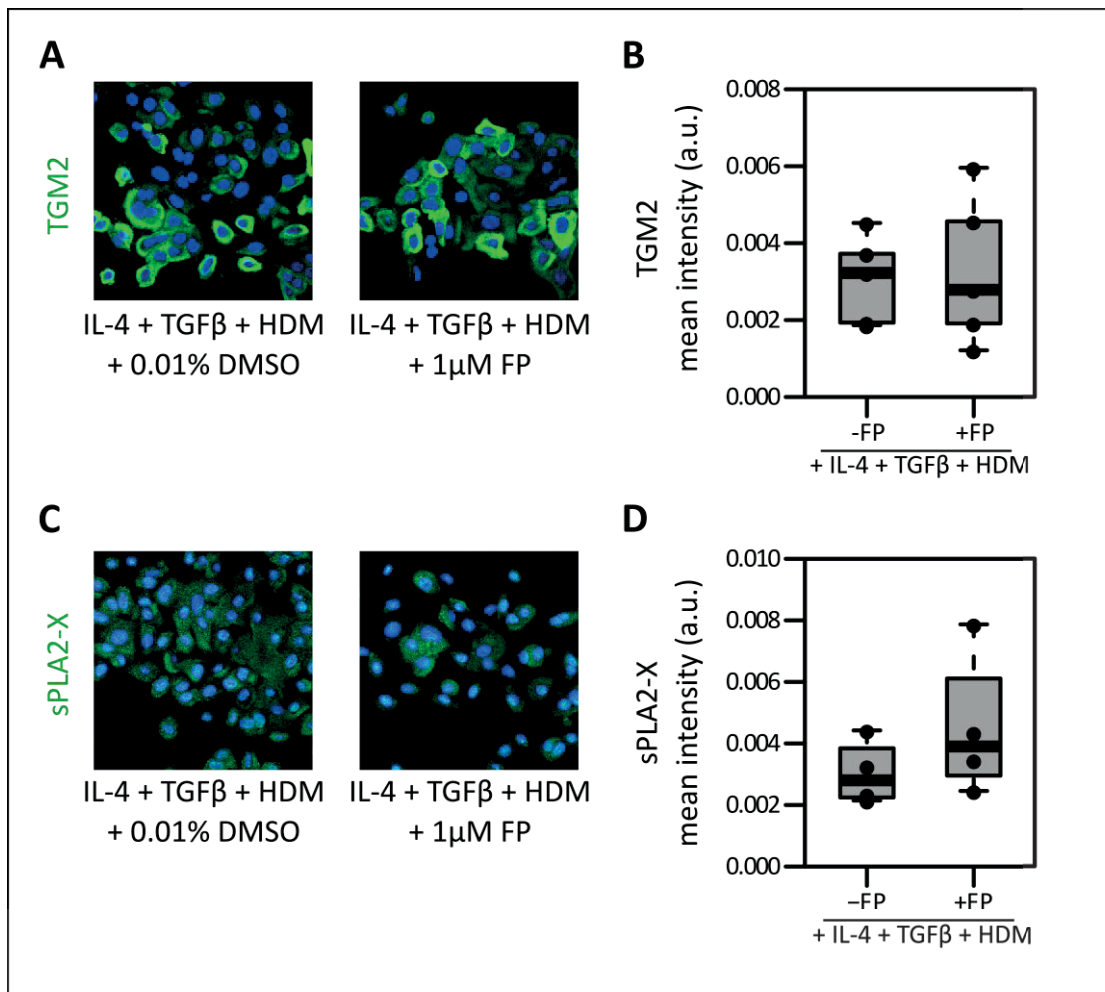 A
TGM2
IL-4 + TGFβ + HDM
+ 0.01% DMSO
IL-4 + TGFβ + HDM
+ 1μM FP
B
TGM2
mean intensity (a.u.)
0.008
0.006
0.004
0.002
0.000
-FP
+FP
+ IL-4 + TGFβ + HDM
C
sPLA2-X
IL-4 + TGFβ + HDM
+ 0.01% DMSO
IL-4 + TGFβ + HDM
+ 1μM FP
D
sPLA2-X
mean intensity (a.u.)
0.010
0.008
0.006
0.004
0.002
0.000
–FP
+FP
+ IL-4 + TGFβ + HDM